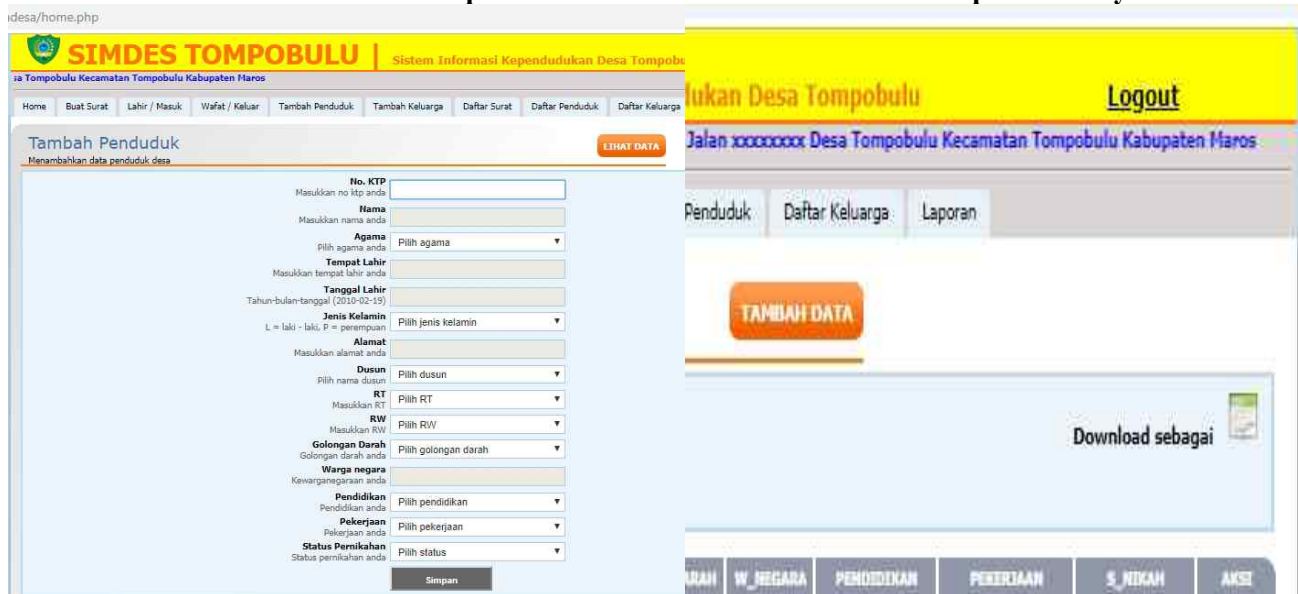 desa/home.php
SIMDES TOMPOBULU | Sistem Informasi Kependudukan Desa Tompobu
sa Tompobulu Kecamatan Tompobulu Kabupaten Maros
Home Buat Surat Lahir / Masuk Wafat / Keluar Tambah Penduduk Tambah Keluarga Daftar Surat Daftar Penduduk Daftar Keluarga
Tambah Penduduk
Menambahkan data penduduk desa
LIHAT DATA
No. KTP
Masukkan no ktp anda
Nama
Masukkan nama anda
Agama
Pilih agama anda
Pilih agama
Tempat Lahir
Masukkan tempat lahir anda
Tanggal Lahir
Tahun-bulan-tanggal (2010-02-19)
Jenis Kelamin
L = laki - laki, P = perempuan
Pilih jenis kelamin
Alamat
Masukkan alamat anda
Dusun
Pilih nama dusun
Pilih dusun
RT
Masukkan RT
Pilih RT
RW
Masukkan RW
Pilih RW
Golongan Darah
Golongan darah anda
Pilih golongan darah
Warga negara
Kewarganegaraan anda
Pendidikan
Pendidikan anda
Pilih pendidikan
Pekerjaan
Pekerjaan anda
Pilih pekerjaan
Status Pernikahan
Status pernikahan anda
Pilih status
Simpan
dukan Desa Tompobulu
Logout
Jalan xxxxxxxxx Desa Tompobulu Kecamatan Tompobulu Kabupaten Maros
Penduduk Daftar Keluarga Laporan
TAMBAH DATA
Download sebagai
ARAH W_NEGARA PENDIDIKAN PEKERJAAN S_NIKAH AKSI